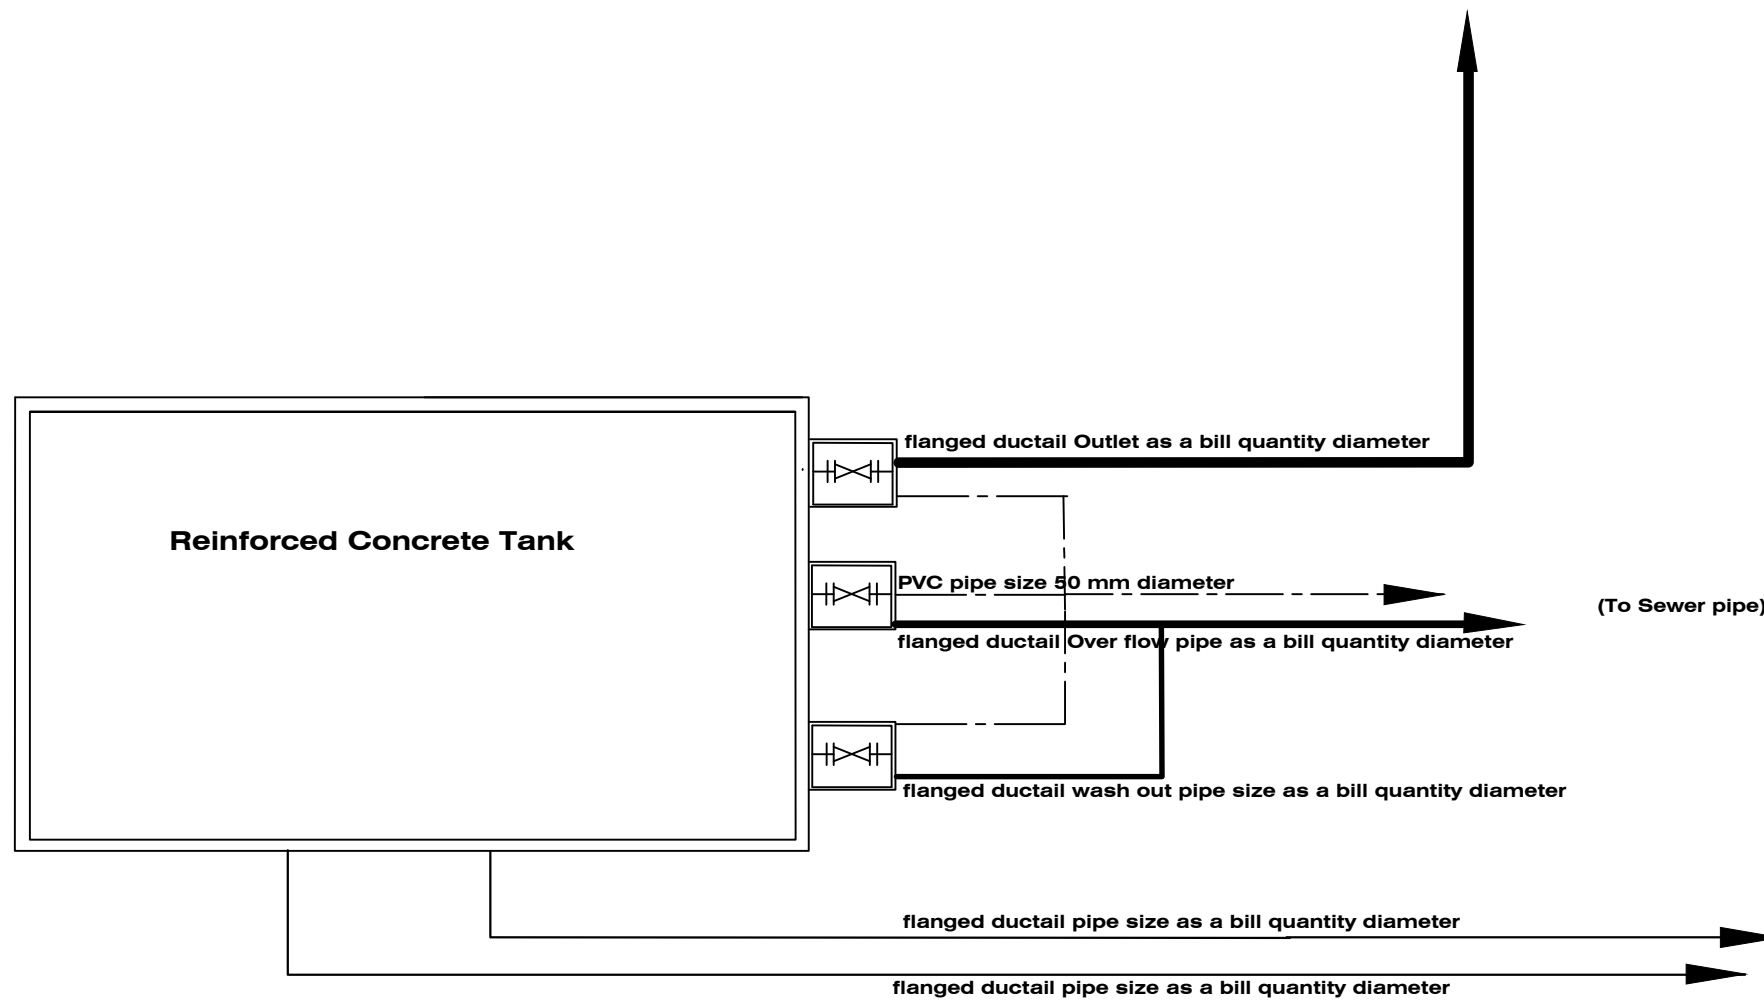 flanged ductail Outlet as a bill quantity diameter
Reinforced Concrete Tank
PVC pipe size 50 mm diameter
(To Sewer pipe)
flanged ductail Over flow pipe as a bill quantity diameter
flanged ductail wash out pipe size as a bill quantity diameter
flanged ductail pipe size as a bill quantity diameter
flanged ductail pipe size as a bill quantity diameter